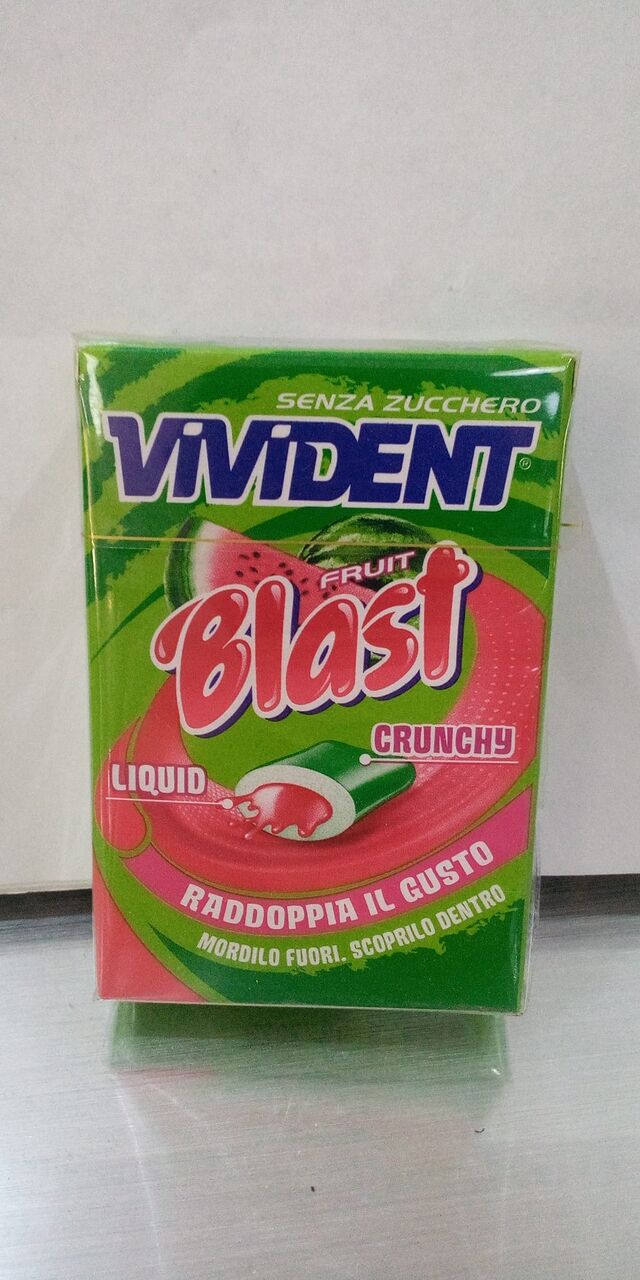 SENZA ZUCCHERO
ViViDENT®
FRUIT
Blast
CRUNCHY
LIQUID
RADDOPPIA IL GUSTO
MORDILO FUORI. SCOPRILO DENTRO